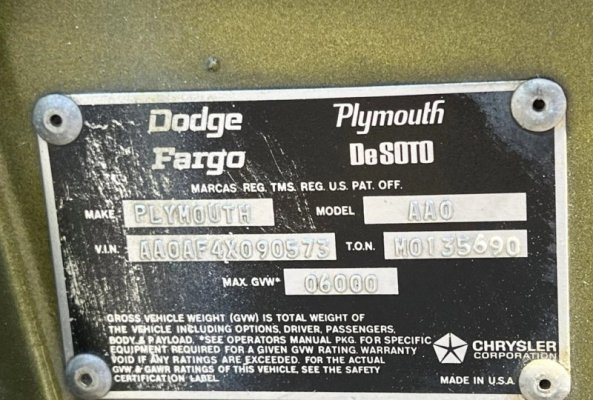 Dodge Plymouth
Fargo DeSOTO
MARCAS REG. TMS. REG. U.S. PAT. OFF.
MAKE PLYMOUTH MODEL AA0
V.I.N. AA0AF4X090573 T.O.N. M0135690
MAX. GVW* 06000
GROSS VEHICLE WEIGHT (GVW) IS TOTAL WEIGHT OF
THE VEHICLE INCLUDING OPTIONS, DRIVER, PASSENGERS,
BODY & PAYLOAD. *SEE OPERATORS MANUAL PKG. FOR SPECIFIC
EQUIPMENT REQUIRED FOR A GIVEN GVW RATING. WARRANTY
VOID IF ANY RATINGS ARE EXCEEDED. FOR THE ACTUAL
GVW & GAWR RATINGS OF THIS VEHICLE, SEE THE SAFETY
CERTIFICATION LABEL.
CHRYSLER
CORPORATION
MADE IN U.S.A.